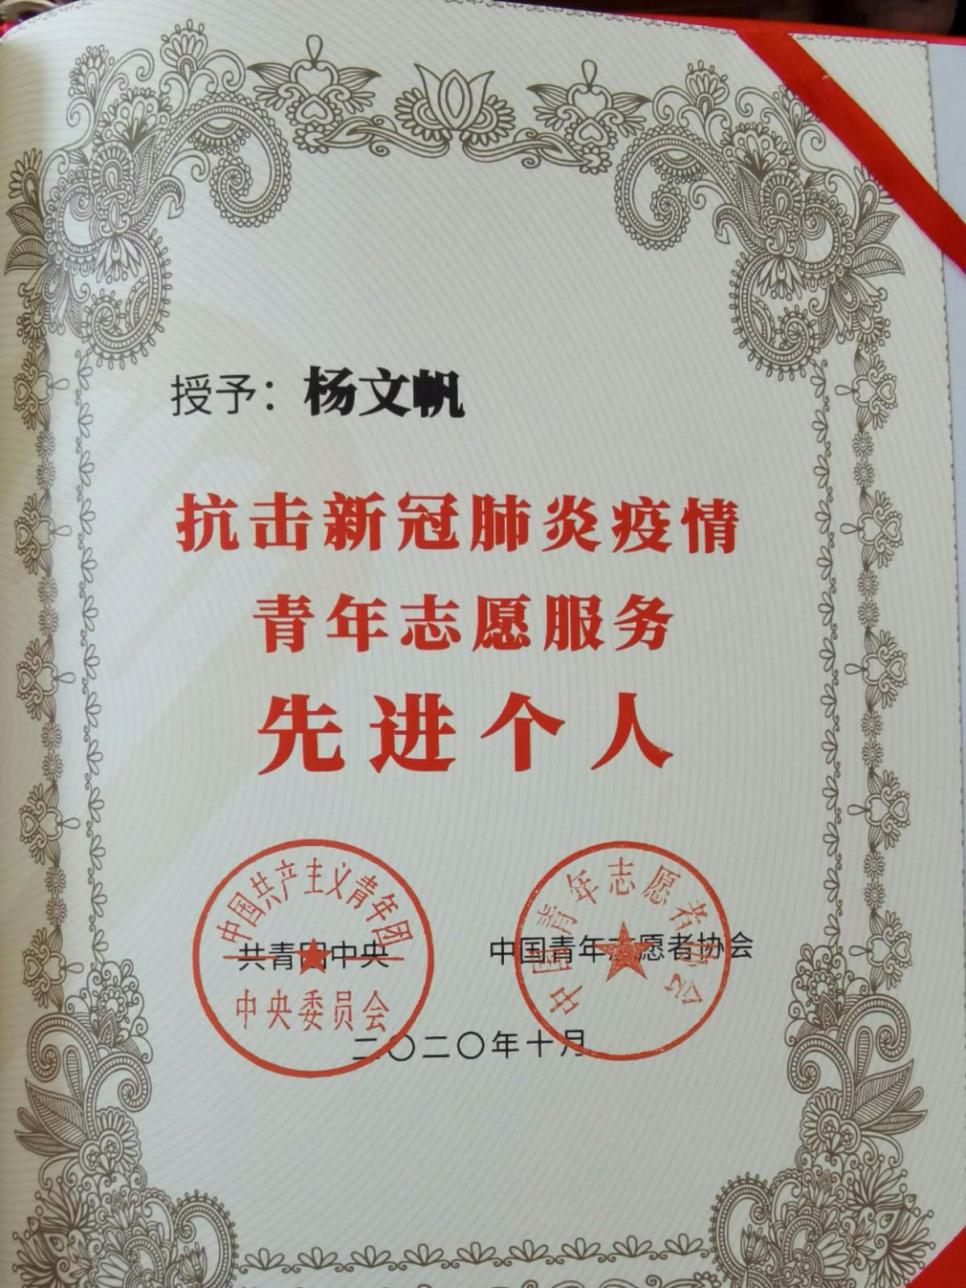 授予：杨文帆
抗击新冠肺炎疫情
青年志愿服务
先进个人
中国共产主义青年团
中央委员会
共青团中央
中国青年志愿者协会
中国青年志愿者协会
二〇二〇年十月